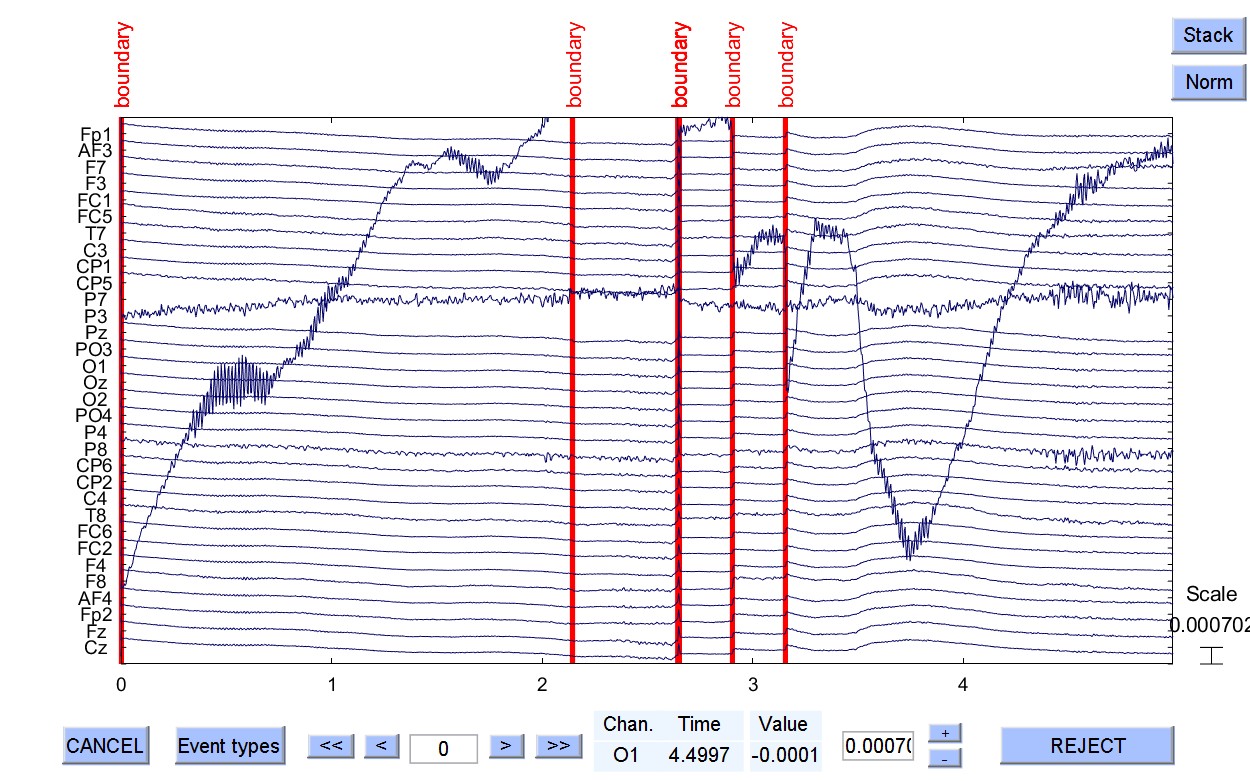 boundary
boundary
boundary
boundary
boundary
Stack
Norm
Fp1
AF3
F7
F3
FC1
FC5
T7
C3
CP1
CP5
P7
P3
Pz
PO3
O1
Oz
O2
PO4
P4
P8
CP6
CP2
C4
T8
FC6
FC2
F4
F8
AF4
Fp2
Fz
Cz
Scale
0.000702
0 1 2 3 4
Chan. Time Value
O1 4.4997 -0.0001
CANCEL
Event types
<< < 0 > >>
0.0007
+
-
REJECT